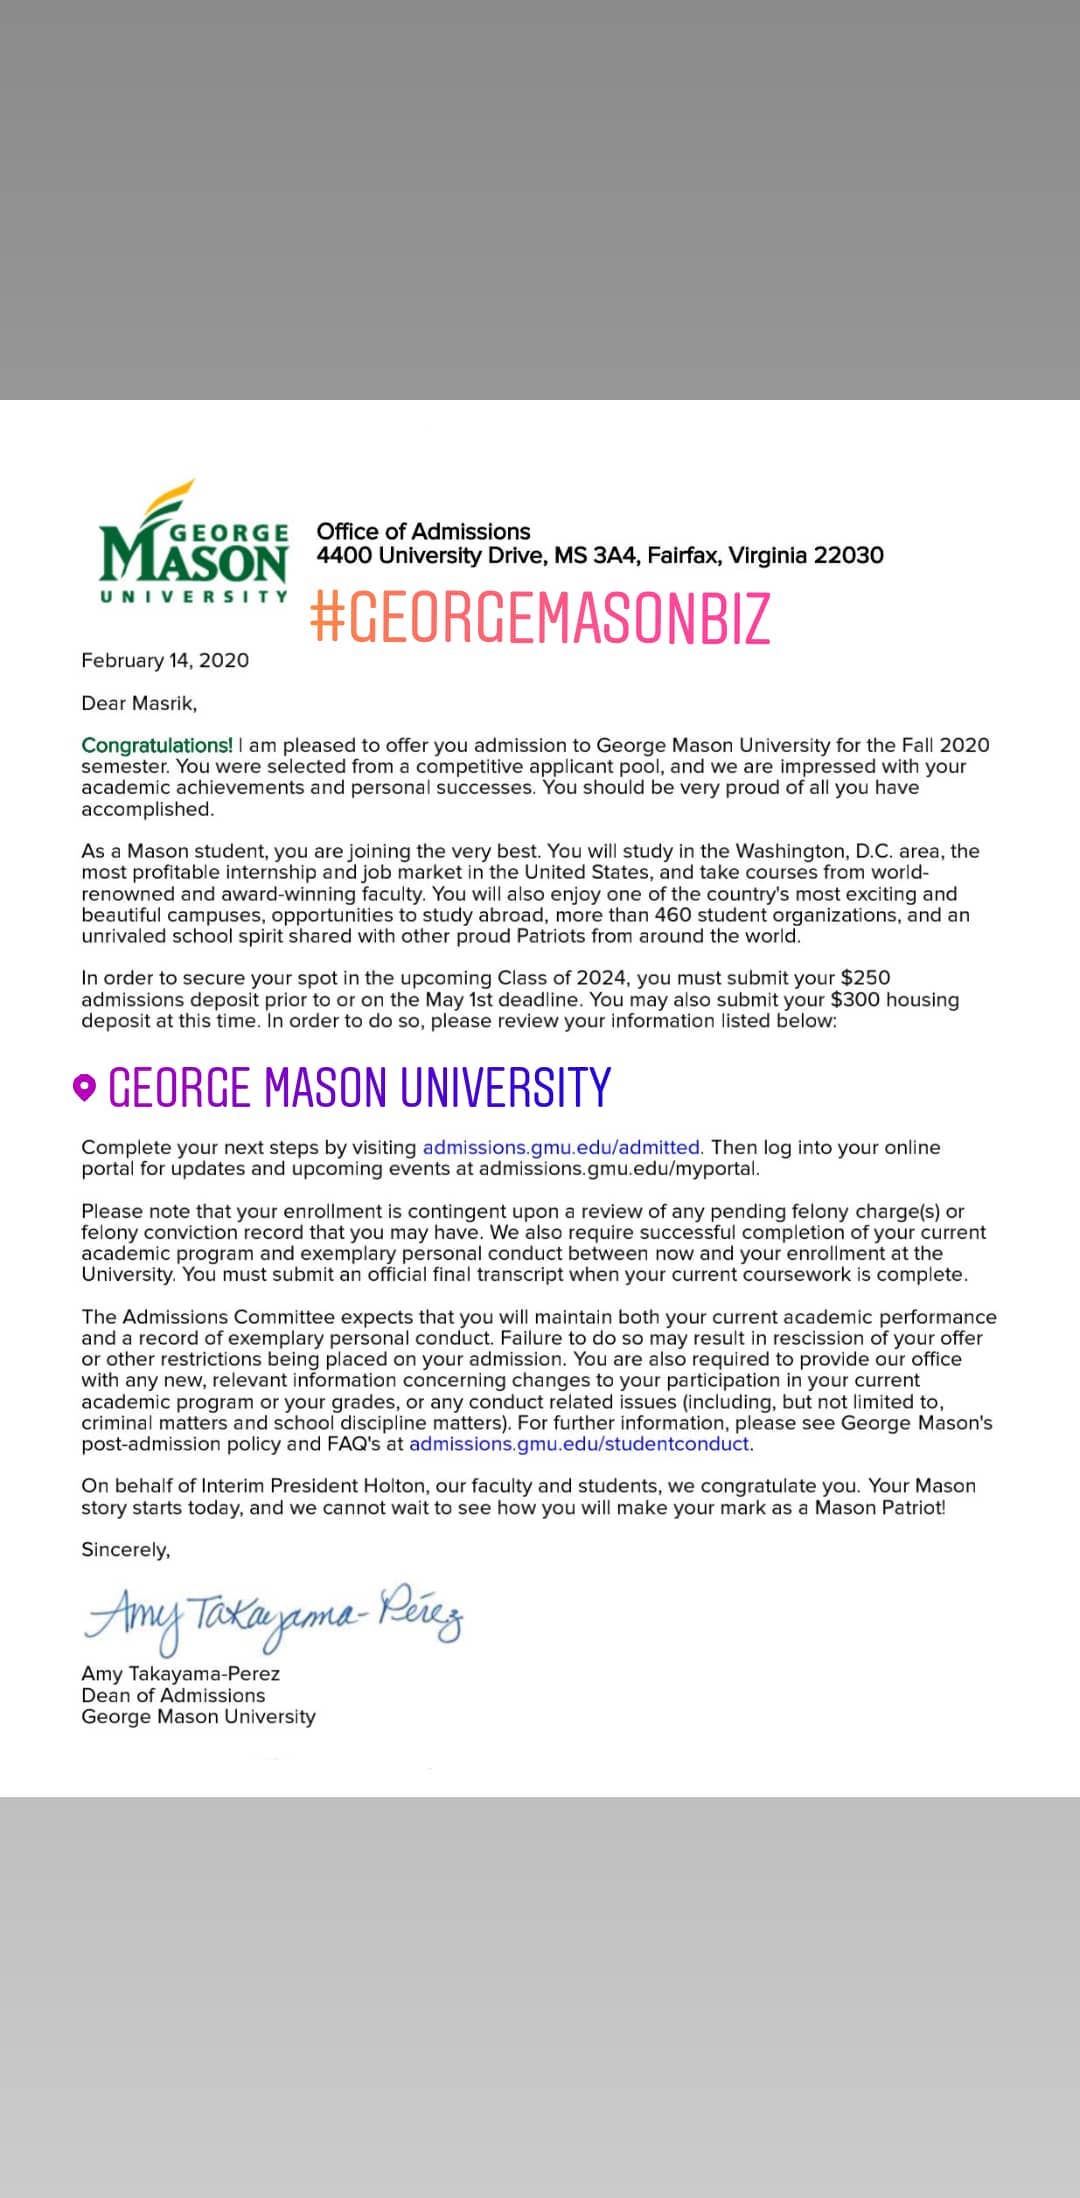 GEORGE
MASON
UNIVERSITY
Office of Admissions
4400 University Drive, MS 3A4, Fairfax, Virginia 22030
#GEORGEMASONBIZ
February 14, 2020
Dear Masrik,
Congratulations! I am pleased to offer you admission to George Mason University for the Fall 2020
semester. You were selected from a competitive applicant pool, and we are impressed with your
academic achievements and personal successes. You should be very proud of all you have
accomplished.
As a Mason student, you are joining the very best. You will study in the Washington, D.C. area, the
most profitable internship and job market in the United States, and take courses from world-
renowned and award-winning faculty. You will also enjoy one of the country's most exciting and
beautiful campuses, opportunities to study abroad, more than 460 student organizations, and an
unrivaled school spirit shared with other proud Patriots from around the world.
In order to secure your spot in the upcoming Class of 2024, you must submit your $250
admissions deposit prior to or on the May 1st deadline. You may also submit your $300 housing
deposit at this time. In order to do so, please review your information listed below:
GEORGE MASON UNIVERSITY
Complete your next steps by visiting admissions.gmu.edu/admitted. Then log into your online
portal for updates and upcoming events at admissions.gmu.edu/myportal.
Please note that your enrollment is contingent upon a review of any pending felony charge(s) or
felony conviction record that you may have. We also require successful completion of your current
academic program and exemplary personal conduct between now and your enrollment at the
University. You must submit an official final transcript when your current coursework is complete.
The Admissions Committee expects that you will maintain both your current academic performance
and a record of exemplary personal conduct. Failure to do so may result in rescission of your offer
or other restrictions being placed on your admission. You are also required to provide our office
with any new, relevant information concerning changes to your participation in your current
academic program or your grades, or any conduct related issues (including, but not limited to,
criminal matters and school discipline matters). For further information, please see George Mason's
post-admission policy and FAQ's at admissions.gmu.edu/studentconduct.
On behalf of Interim President Holton, our faculty and students, we congratulate you. Your Mason
story starts today, and we cannot wait to see how you will make your mark as a Mason Patriot!
Sincerely,
Amy Takayama-Pérez
Amy Takayama-Perez
Dean of Admissions
George Mason University